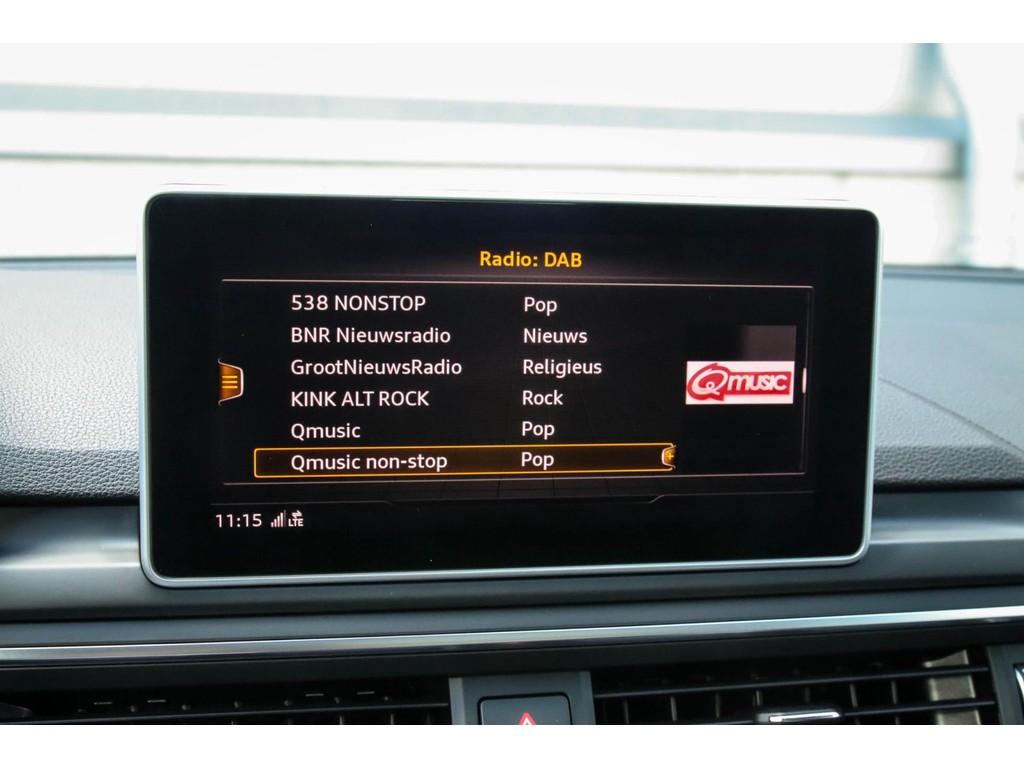 Radio: DAB
538 NONSTOP Pop
BNR Nieuwsradio Nieuws
GrootNieuwsRadio Religieus
KINK ALT ROCK Rock
Qmusic Pop
Qmusic non-stop Pop
Qmusic
11:15 LTE